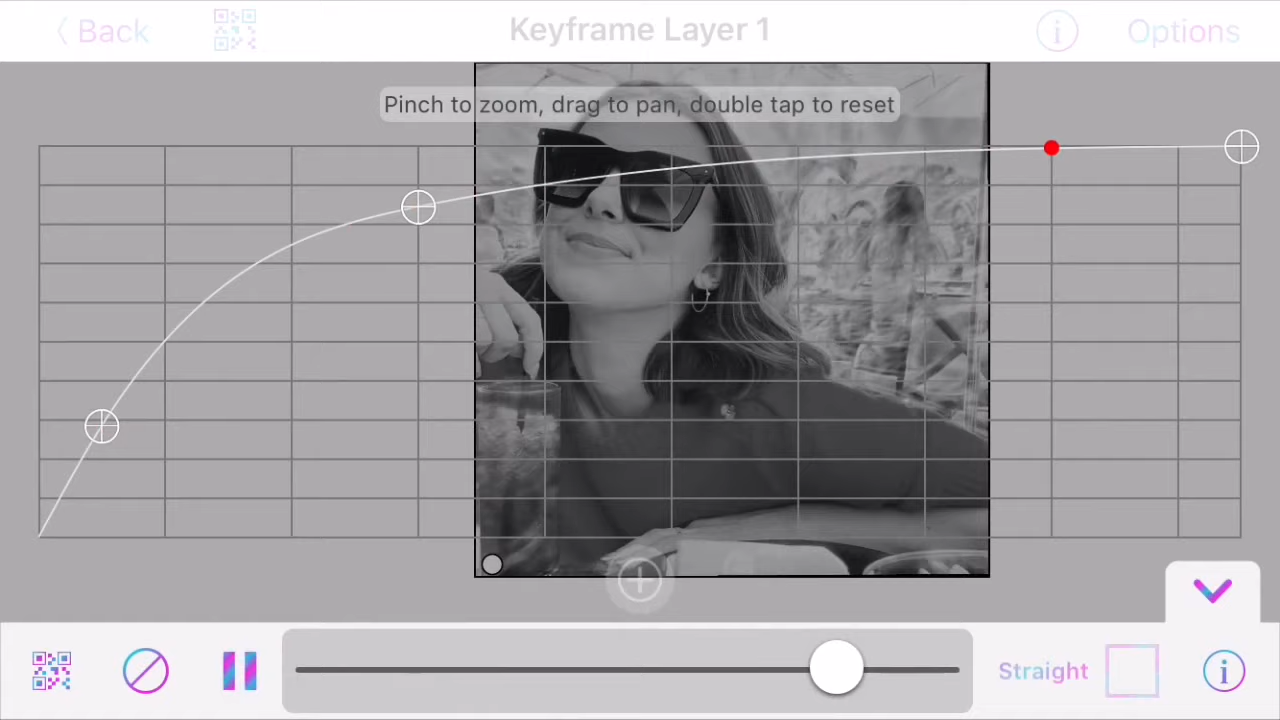 Back
Keyframe Layer 1
Options
Pinch to zoom, drag to pan, double tap to reset
Straight